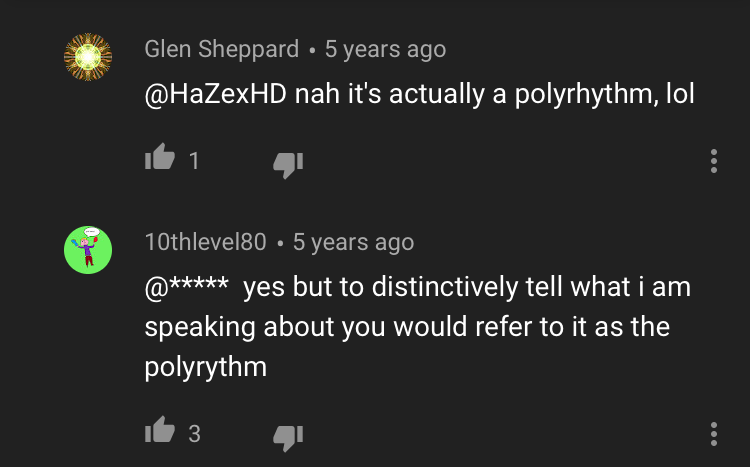 Glen Sheppard • 5 years ago
@HaZexHD nah it's actually a polyrhythm, lol
1
10thlevel80 • 5 years ago
@***** yes but to distinctively tell what i am
speaking about you would refer to it as the
polyrythm
3